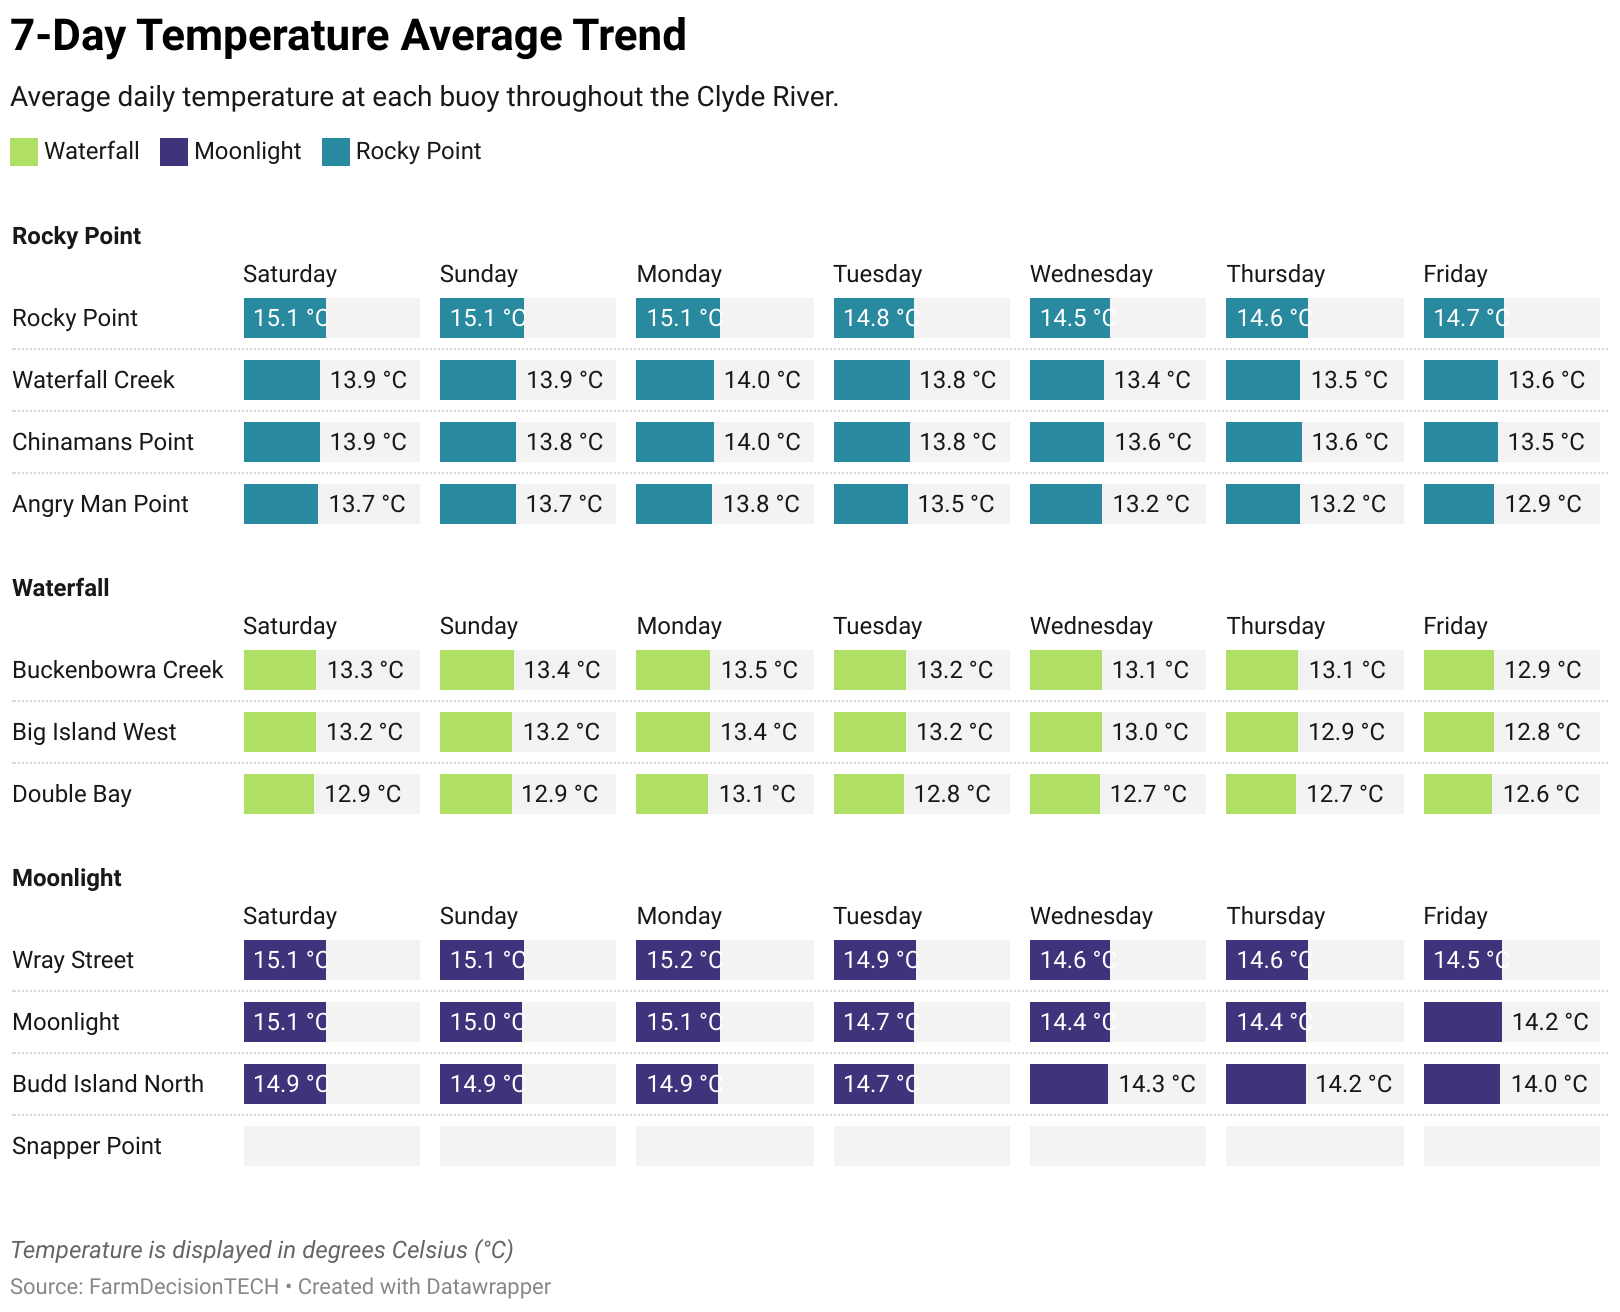 7-Day Temperature Average Trend
Average daily temperature at each buoy throughout the Clyde River.
Waterfall Moonlight Rocky Point
Rocky Point
Saturday Sunday Monday Tuesday Wednesday Thursday Friday
Rocky Point 15.1 °C 15.1 °C 15.1 °C 14.8 °C 14.5 °C 14.6 °C 14.7 °C
Waterfall Creek 13.9 °C 13.9 °C 14.0 °C 13.8 °C 13.4 °C 13.5 °C 13.6 °C
Chinamans Point 13.9 °C 13.8 °C 14.0 °C 13.8 °C 13.6 °C 13.6 °C 13.5 °C
Angry Man Point 13.7 °C 13.7 °C 13.8 °C 13.5 °C 13.2 °C 13.2 °C 12.9 °C
Waterfall
Saturday Sunday Monday Tuesday Wednesday Thursday Friday
Buckenbowra Creek 13.3 °C 13.4 °C 13.5 °C 13.2 °C 13.1 °C 13.1 °C 12.9 °C
Big Island West 13.2 °C 13.2 °C 13.4 °C 13.2 °C 13.0 °C 12.9 °C 12.8 °C
Double Bay 12.9 °C 12.9 °C 13.1 °C 12.8 °C 12.7 °C 12.7 °C 12.6 °C
Moonlight
Saturday Sunday Monday Tuesday Wednesday Thursday Friday
Wray Street 15.1 °C 15.1 °C 15.2 °C 14.9 °C 14.6 °C 14.6 °C 14.5 °C
Moonlight 15.1 °C 15.0 °C 15.1 °C 14.7 °C 14.4 °C 14.4 °C 14.2 °C
Budd Island North 14.9 °C 14.9 °C 14.9 °C 14.7 °C 14.3 °C 14.2 °C 14.0 °C
Snapper Point
Temperature is displayed in degrees Celsius (°C)
Source: FarmDecisionTECH • Created with Datawrapper